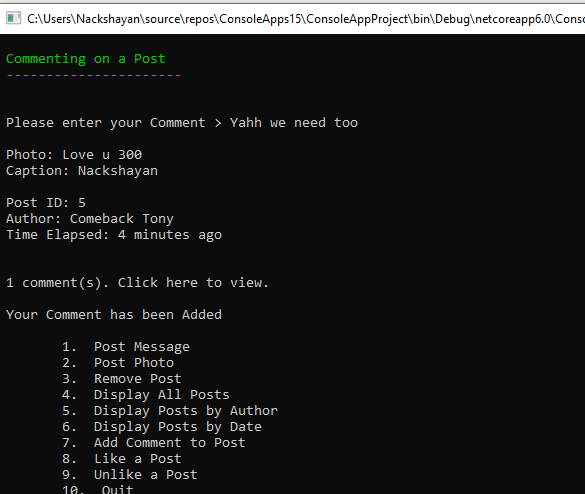 C:\Users\Nackshayan\source\repos\ConsoleApps15\ConsoleAppProject\bin\Debug\netcoreapp6.0\Conso
Commenting on a Post
----------------------
Please enter your Comment > Yahh we need too
Photo: Love u 300
Caption: Nackshayan
Post ID: 5
Author: Comeback Tony
Time Elapsed: 4 minutes ago
1 comment(s). Click here to view.
Your Comment has been Added
1. Post Message
2. Post Photo
3. Remove Post
4. Display All Posts
5. Display Posts by Author
6. Display Posts by Date
7. Add Comment to Post
8. Like a Post
9. Unlike a Post
10. Quit